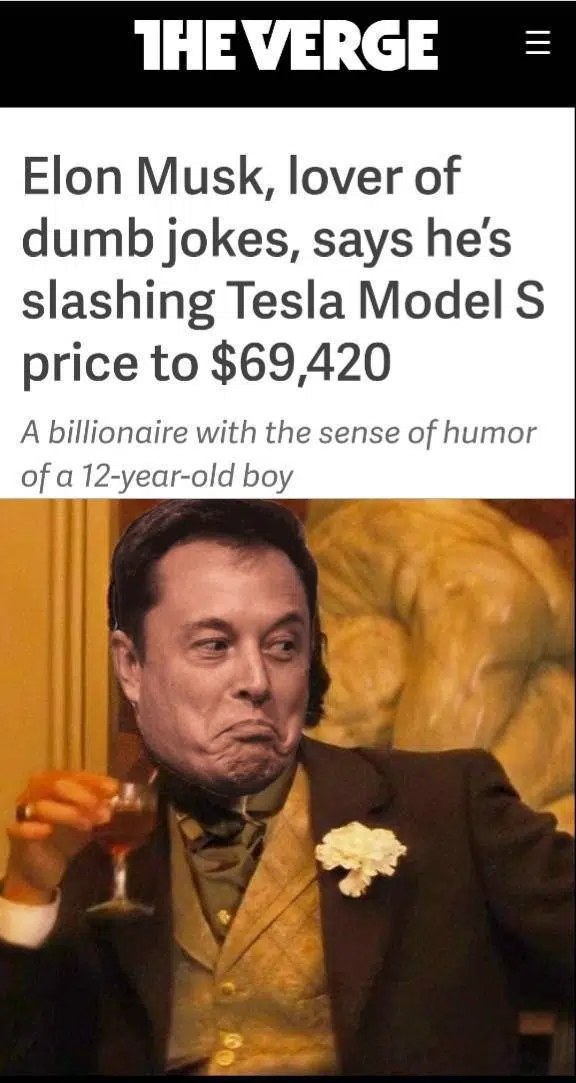 THE VERGE
Elon Musk, lover of
dumb jokes, says he's
slashing Tesla Model S
price to $69,420
A billionaire with the sense of humor
of a 12-year-old boy